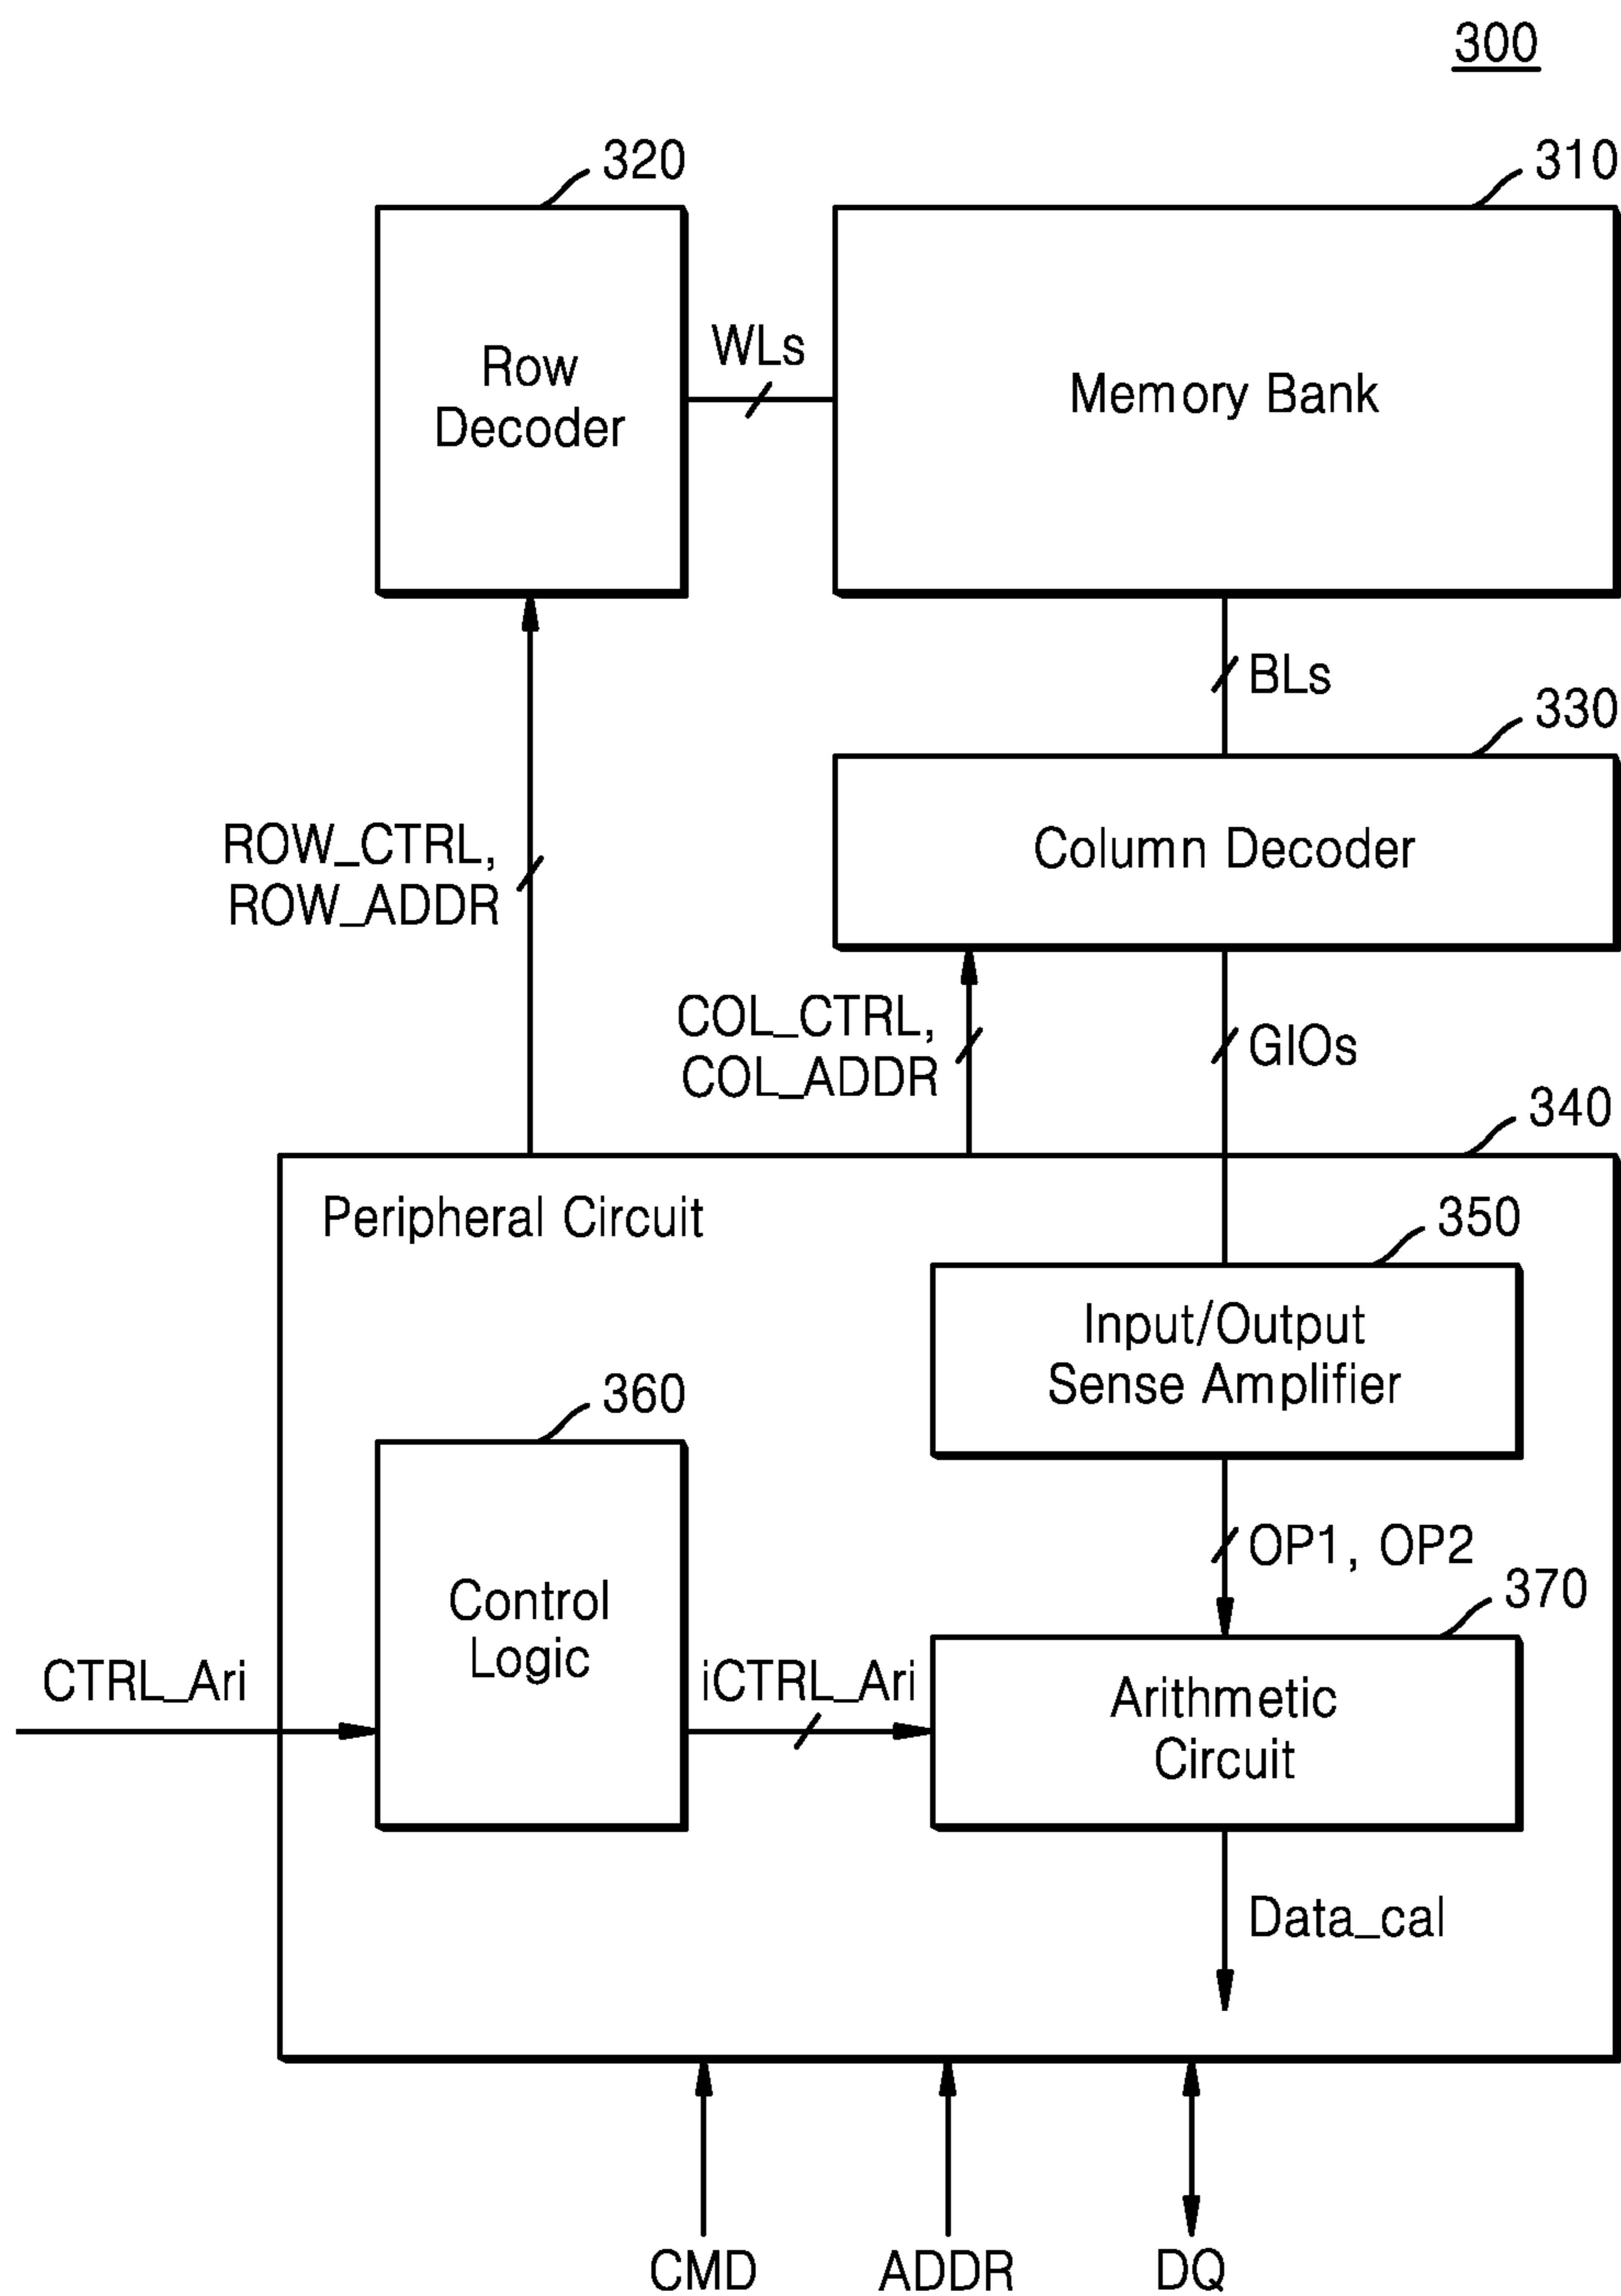 300
320
310
Row
Decoder
WLs
Memory Bank
BLs
330
ROW_CTRL,
ROW_ADDR
Column Decoder
COL_CTRL,
COL_ADDR
GIOs
340
Peripheral Circuit
350
Input/Output
Sense Amplifier
360
OP1, OP2
370
Control
Logic
CTRL_Ari
iCTRL_Ari
Arithmetic
Circuit
Data_cal
CMD
ADDR
DQ